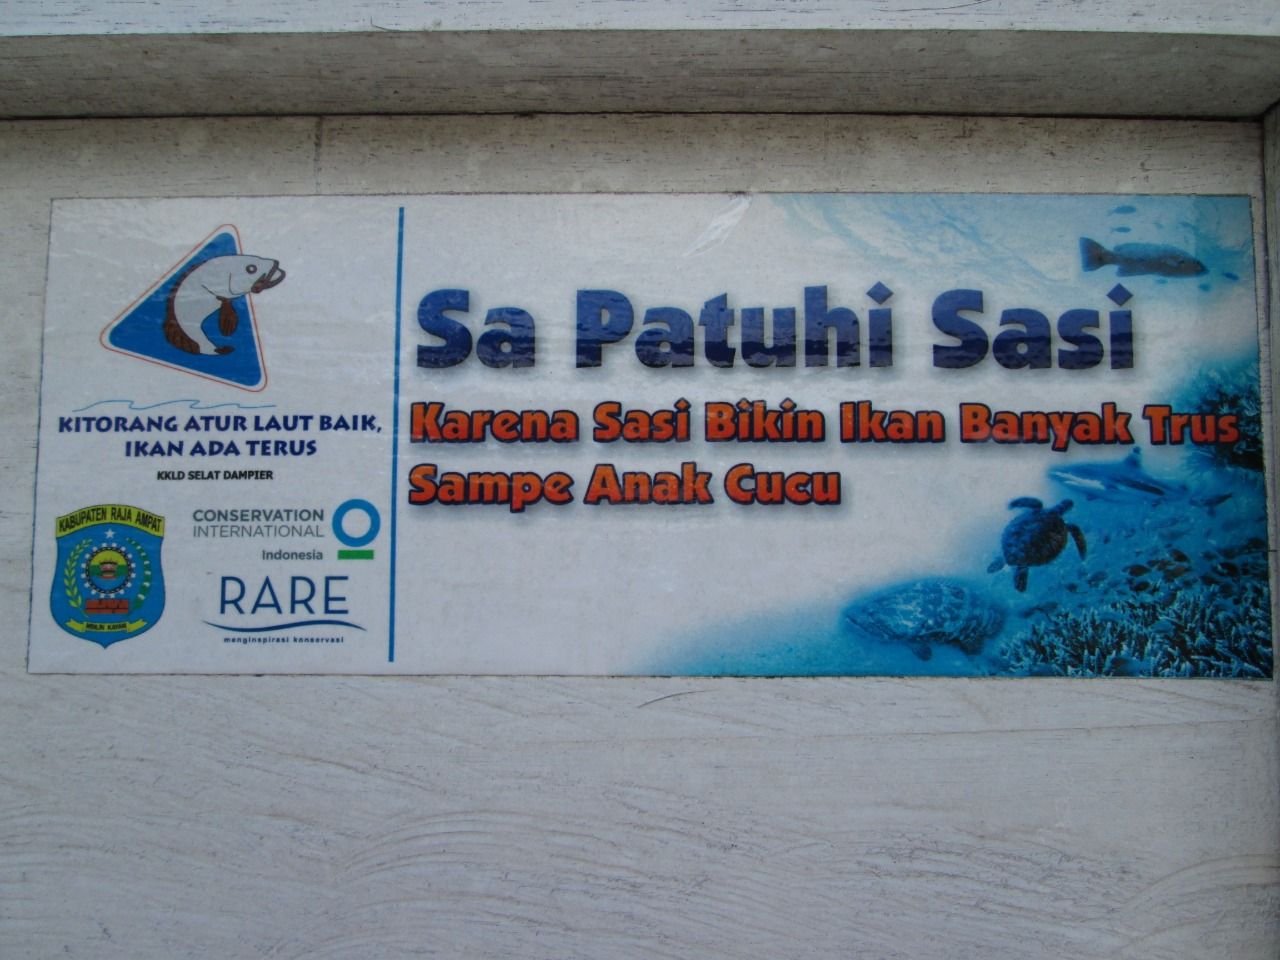 KITORANG ATUR LAUT BAIK,
IKAN ADA TERUS
KKLD SELAT DAMPIER
KABUPATEN RAJA AMPAT
CONSERVATION
INTERNATIONAL
Indonesia
RARE
menginspirasi konservasi
Sa Patuhi Sasi
Karena Sasi Bikin Ikan Banyak Trus
Sampe Anak Cucu